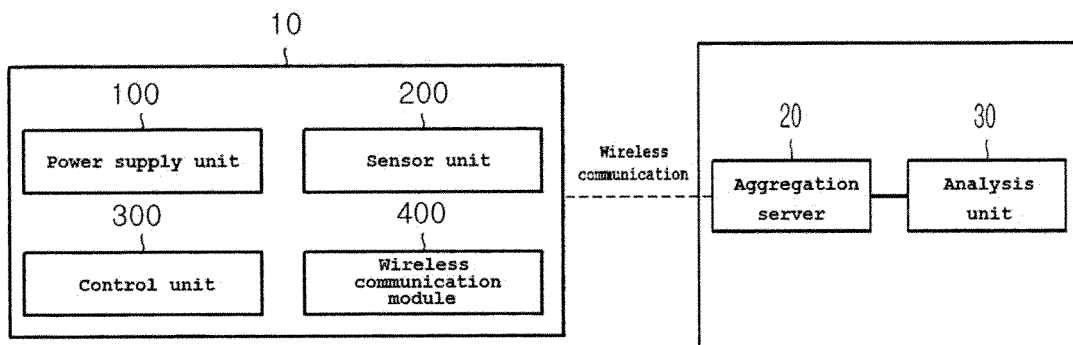 10
100
200
Power supply unit
Sensor unit
300
400
Control unit
Wireless
communication
module
Wireless
communication
20
30
Aggregation
server
Analysis
unit